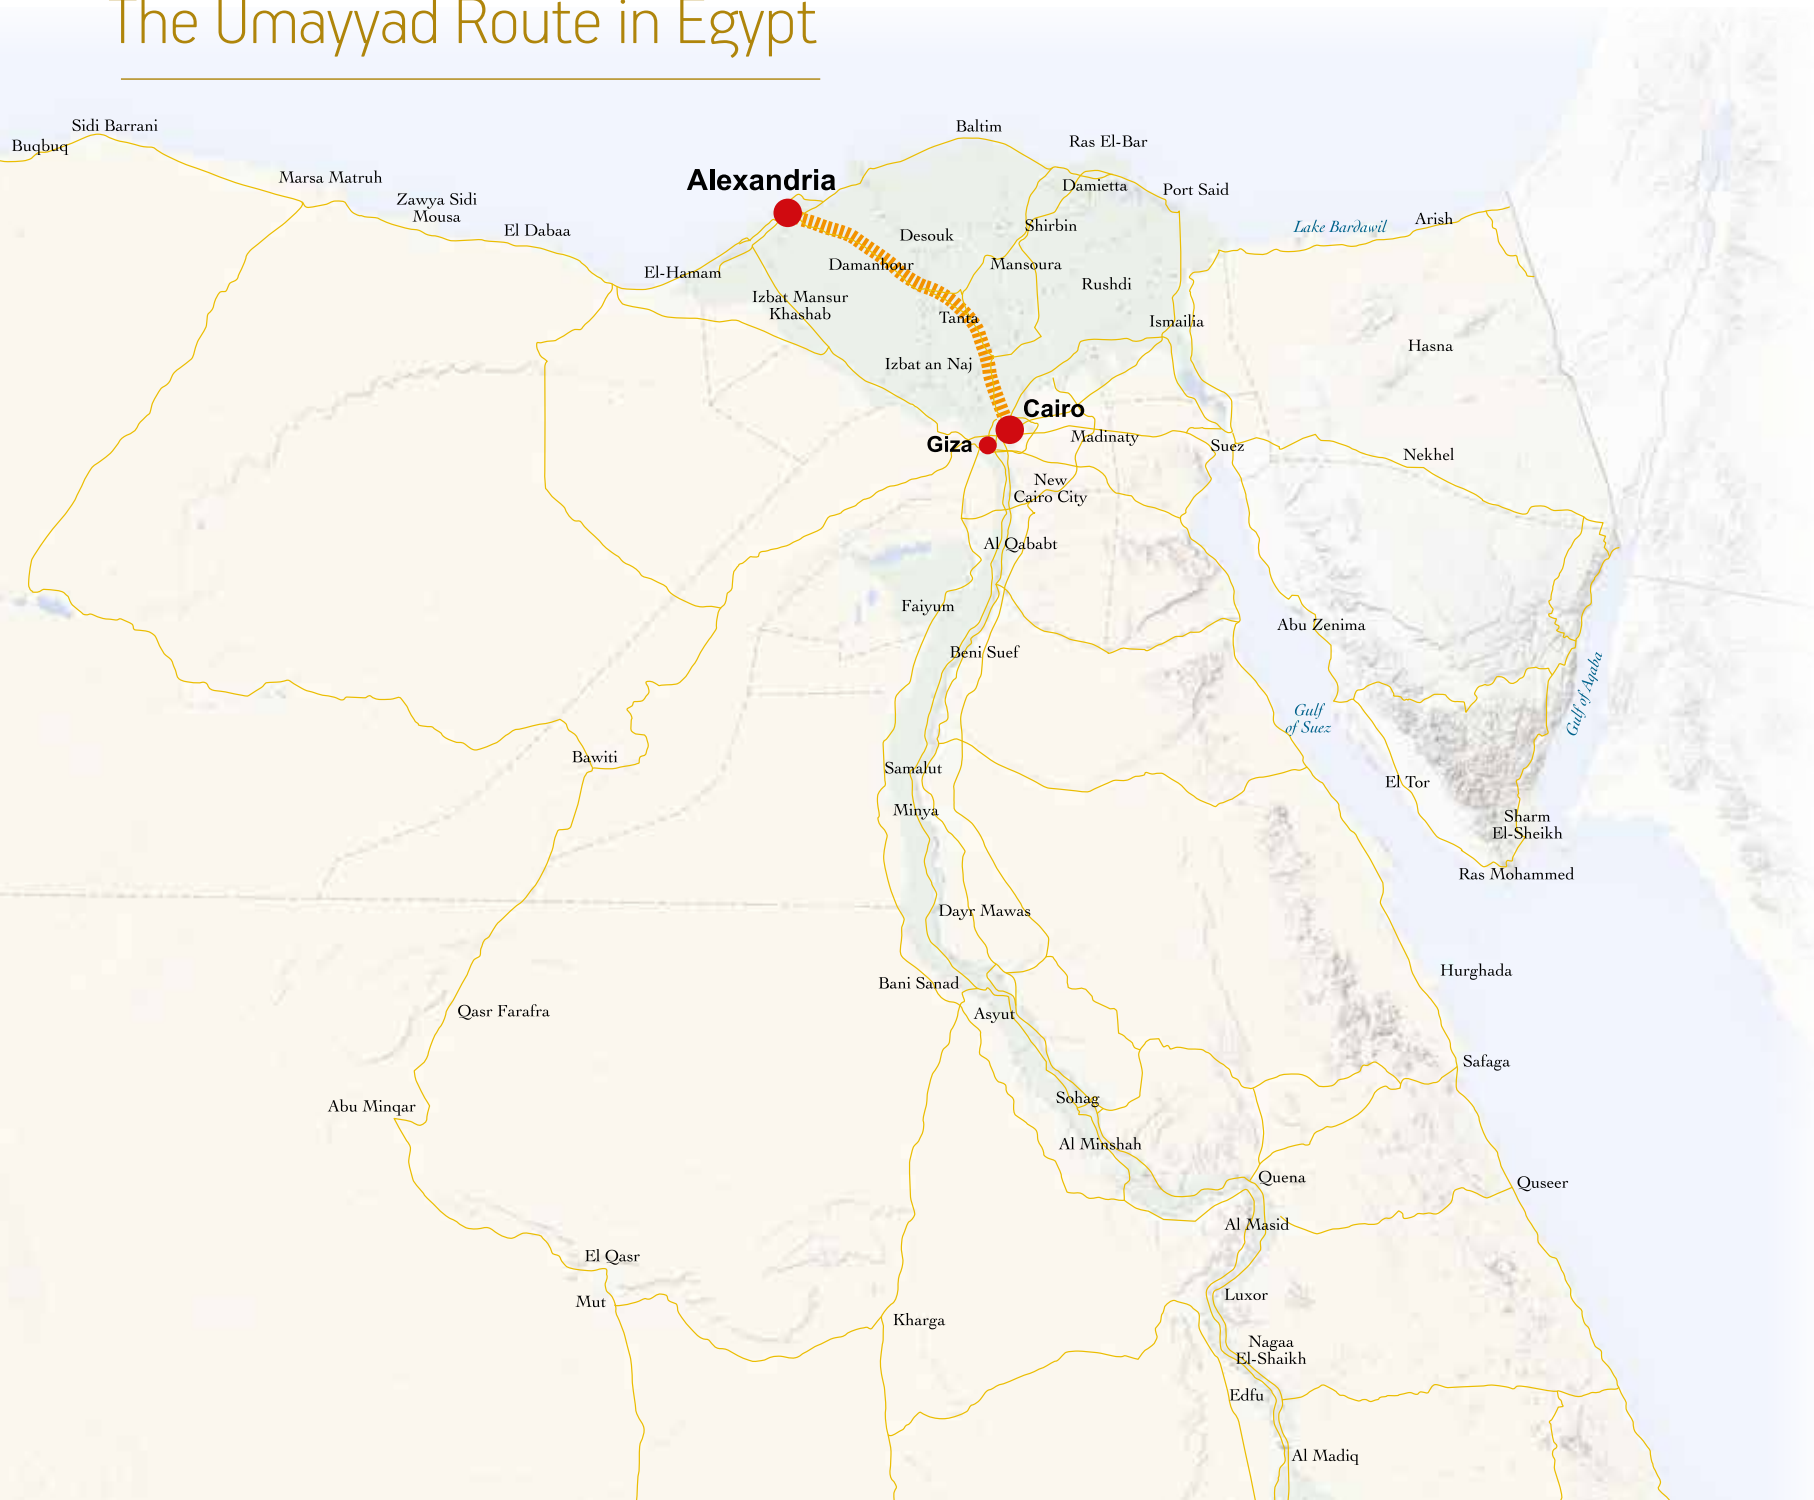 The Umayyad Route in Egypt
Sidi Barrani
Buqbuq
Marsa Matruh
Zawya Sidi
Mousa
El Dabaa
El-Hamam
Alexandria
Baltim
Ras El-Bar
Damietta
Port Said
Desouk
Shirbin
Damanhour
Mansoura
Rushdi
Izbat Mansur
Khashab
Tanta
Ismailia
Izbat an Naj
Lake Bardawil
Arish
Hasna
Cairo
Giza
Madinaty
Suez
Nekhel
New
Cairo City
Al Qababt
Faiyum
Beni Suef
Abu Zenima
Gulf
of Suez
Gulf of Aqaba
Bawiti
Samalut
Minya
El Tor
Sharm
El-Sheikh
Ras Mohammed
Dayr Mawas
Hurghada
Bani Sanad
Asyut
Qasr Farafra
Safaga
Abu Minqar
Sohag
Al Minshah
Quena
Quseer
Al Masid
El Qasr
Mut
Luxor
Kharga
Nagaa
El-Shaikh
Edfu
Al Madiq